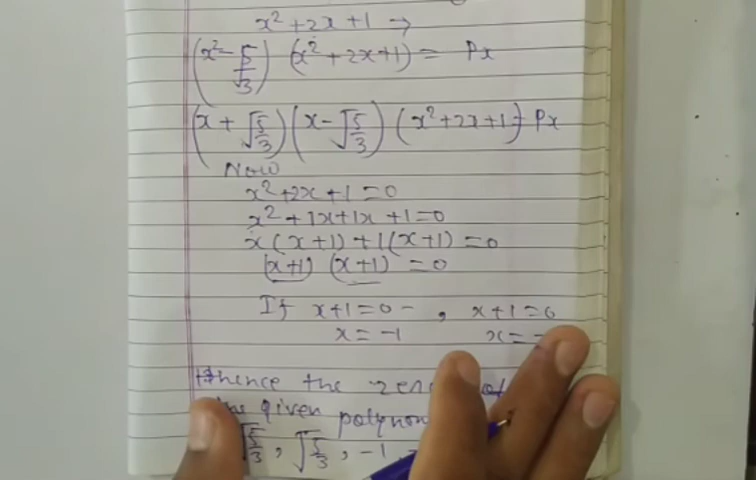 x² + 2x + 1 →
(x² - 5/√3) (x² + 2x + 1) = Px
(x + √5/3) (x - √5/3) (x² + 2x + 1) = Px
Now
x² + 2x + 1 = 0
x² + 1x + 1x + 1 = 0
x (x + 1) + 1 (x + 1) = 0
(x + 1) (x + 1) = 0
If x + 1 = 0 - , x + 1 = 0
x = -1 x = -
hence the
given
√5/3, √5/3, -1